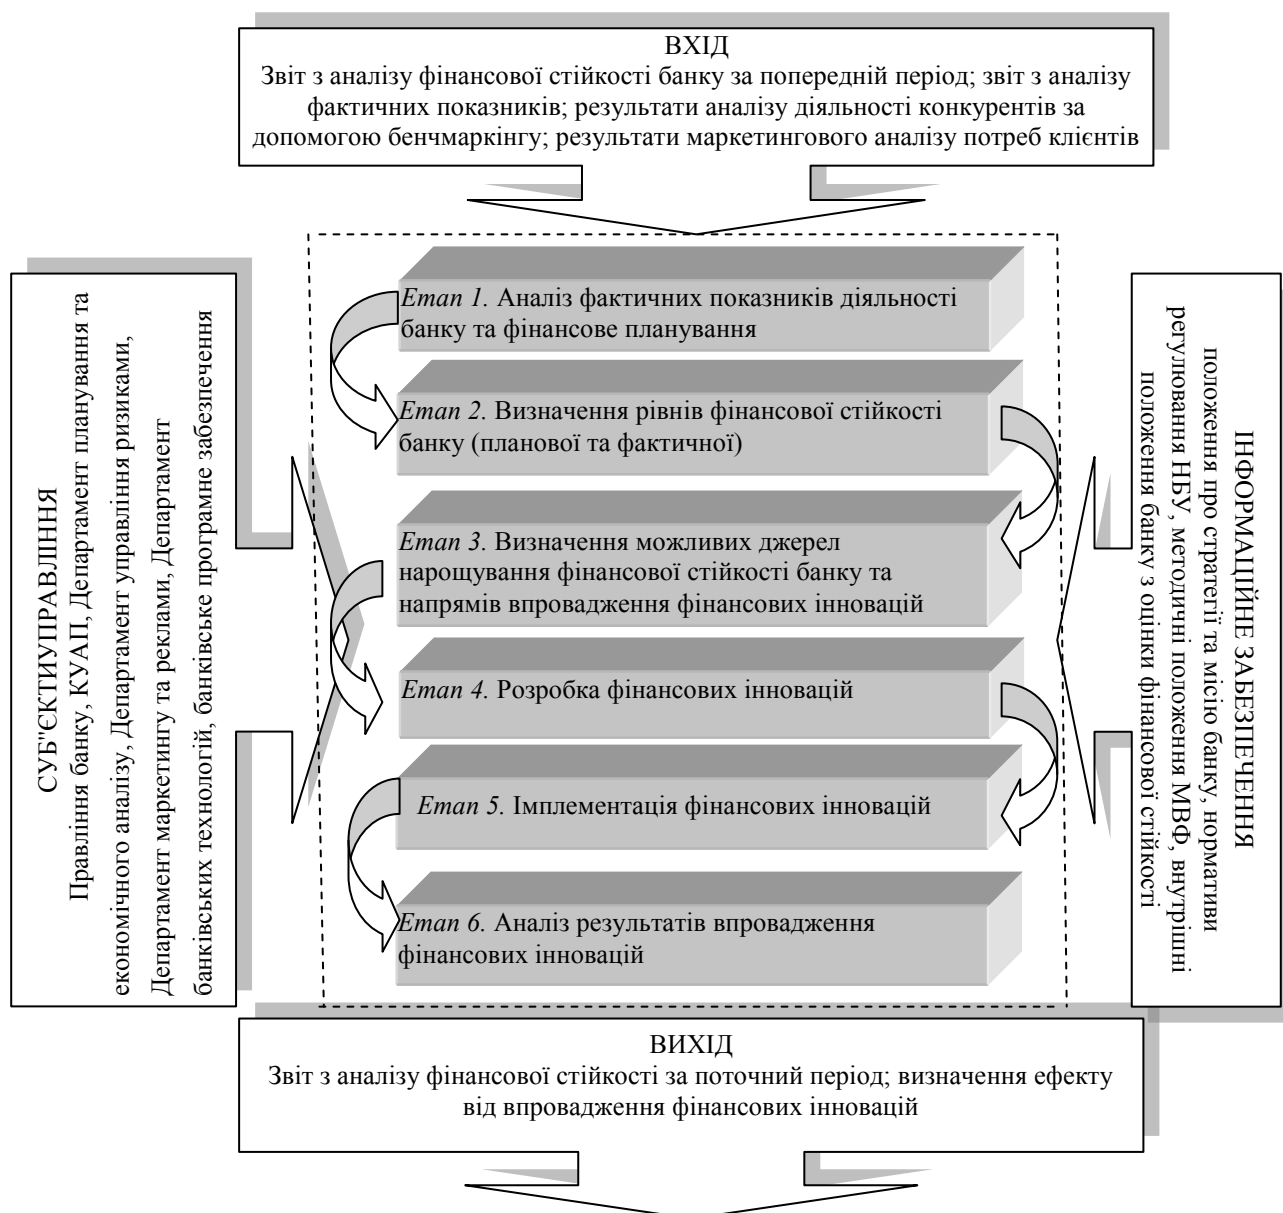 ВХІД
Звіт з аналізу фінансової стійкості банку за попередній період; звіт з аналізу
фактичних показників; результати аналізу діяльності конкурентів за
допомогою бенчмаркінгу; результати маркетингового аналізу потреб клієнтів
СУБ"ЄКТИУПРАВЛІННЯ
Правління банку, КУАП, Департамент планування та
економічного аналізу, Департамент управління ризиками,
Департамент маркетингу та реклами, Департамент
банківських технологій, банківське програмне забезпечення
Етап 1. Аналіз фактичних показників діяльності
банку та фінансове планування
Етап 2. Визначення рівнів фінансової стійкості
банку (планової та фактичної)
Етап 3. Визначення можливих джерел
нарощування фінансової стійкості банку та
напрямів впровадження фінансових інновацій
Етап 4. Розробка фінансових інновацій
Етап 5. Імплементація фінансових інновацій
Етап 6. Аналіз результатів впровадження
фінансових інновацій
ІНФОРМАЦІЙНЕ ЗАБЕЗПЕЧЕННЯ
положення про стратегії та місію банку, нормативи
регулювання НБУ, методичні положення МВФ, внутрішні
положення банку з оцінки фінансової стійкості
ВИХІД
Звіт з аналізу фінансової стійкості за поточний період; визначення ефекту
від впровадження фінансових інновацій